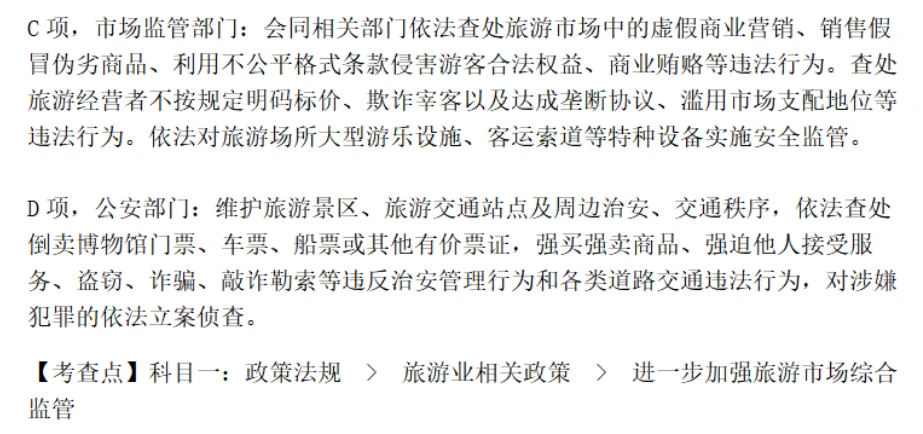 C 项，市场监管部门：会同相关部门依法查处旅游市场中的虚假商业营销、销售假
冒伪劣商品、利用不公平格式条款侵害游客合法权益、商业贿赂等违法行为。查处
旅游经营者不按规定明码标价、欺诈宰客以及达成垄断协议、滥用市场支配地位等
违法行为。依法对旅游场所大型游乐设施、客运索道等特种设备实施安全监管。
D 项，公安部门：维护旅游景区、旅游交通站点及周边治安、交通秩序，依法查处
倒卖博物馆门票、车票、船票或其他有价票证，强买强卖商品、强迫他人接受服
务、盗窃、诈骗、敲诈勒索等违反治安管理行为和各类道路交通违法行为，对涉嫌
犯罪的依法立案侦查。
【考查点】科目一：政策法规 > 旅游业相关政策 > 进一步加强旅游市场综合
监管